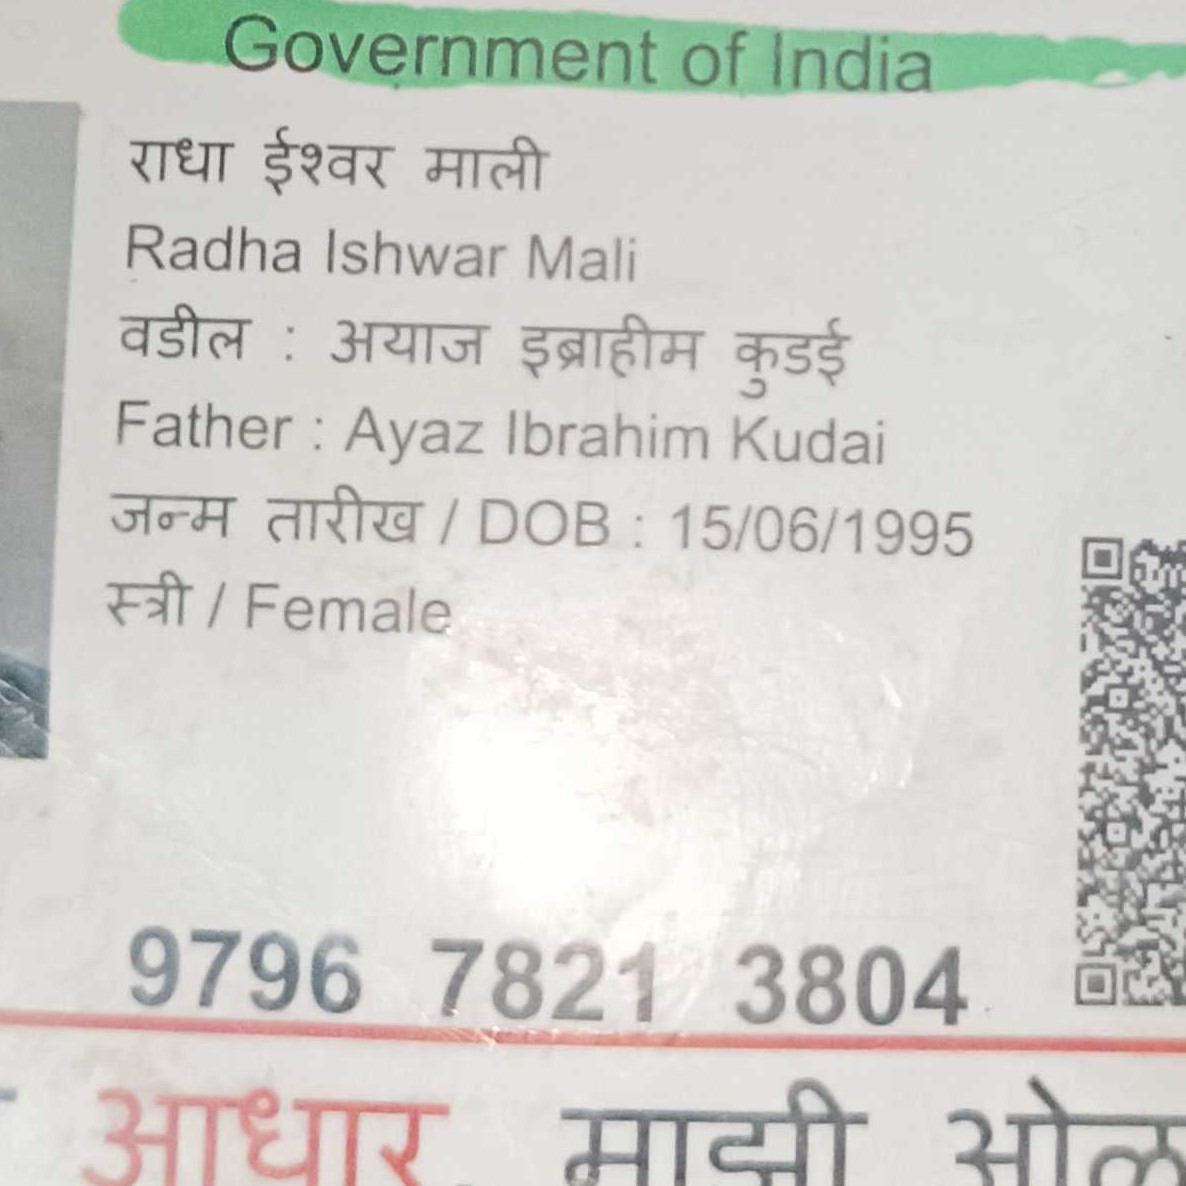 Government of India
राधा ईश्वर माली
Radha Ishwar Mali
वडील : अयाज इब्राहीम कुडई
Father : Ayaz Ibrahim Kudai
जन्म तारीख / DOB : 15/06/1995
स्त्री / Female
9796 7821 3804
आधार, माझी